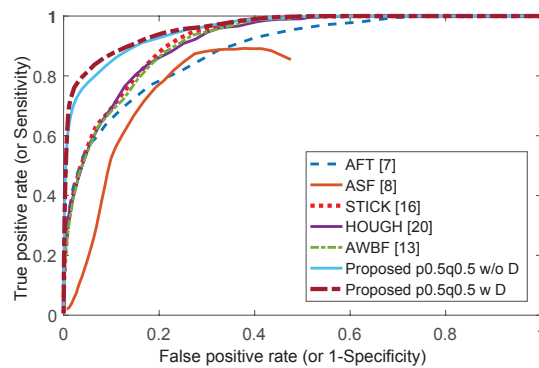 True positive rate (or Sensitivity)
1
0.8
0.6
0.4
0.2
0
AFT [7]
ASF [8]
STICK [16]
HOUGH [20]
AWBF [13]
Proposed p0.5q0.5 w/o D
Proposed p0.5q0.5 w D
0 0.2 0.4 0.6 0.8 1
False positive rate (or 1-Specificity)